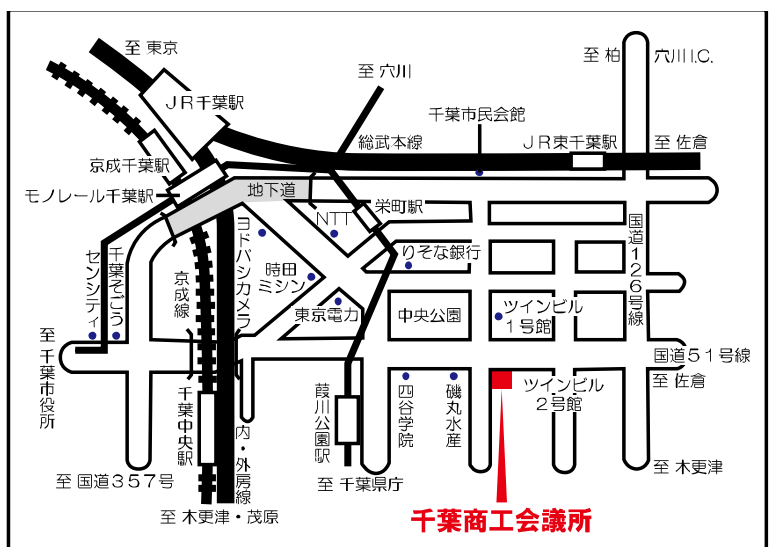 至 東京
至 柏
穴川I.C.
至 穴川
JR千葉駅
千葉市民会館
総武本線
JR東千葉駅
至 佐倉
京成千葉駅
モノレール千葉駅
地下道
栄町駅
NTT
国道126号線
ヨドバシカメラ
りそな銀行
千葉そごう
センシティ
京成線
時田
ミシン
東京電力
中央公園
ツインビル
1号館
至 千葉市役所
国道51号線
至 佐倉
千葉中央駅
内・外房線
葭川公園駅
四谷学院
磯丸水産
ツインビル
2号館
至 国道357号
至 千葉県庁
至 木更津
至 木更津・茂原
千葉商工会議所